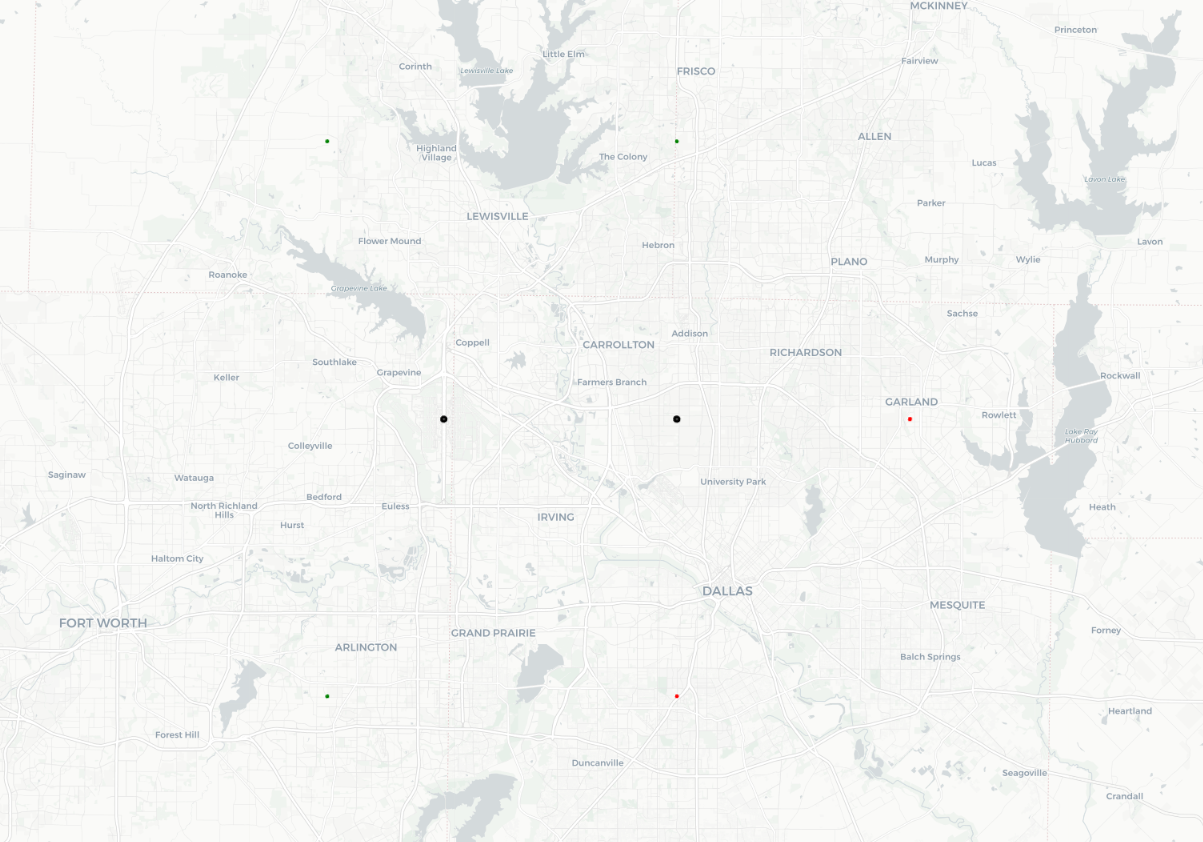 MCKINNEY
Princeton
Little Elm
Fairview
Corinth
Lewisville Lake
FRISCO
ALLEN
Highland
Village
The Colony
Lucas
Lavon Lake
Parker
LEWISVILLE
Flower Mound
Hebron
Lavon
Roanoke
PLANO
Murphy
Wylie
Grapevine Lake
Sachse
Addison
Coppell
CARROLLTON
RICHARDSON
Southlake
Grapevine
Keller
Farmers Branch
Rockwall
GARLAND
Rowlett
Lake Ray
Hubbard
Colleyville
Saginaw
Watauga
University Park
Bedford
North Richland
Hills
Euless
Heath
IRVING
Hurst
Haltom City
DALLAS
MESQUITE
FORT WORTH
GRAND PRAIRIE
Forney
ARLINGTON
Balch Springs
Heartland
Forest Hill
Duncanville
Seagoville
Crandall